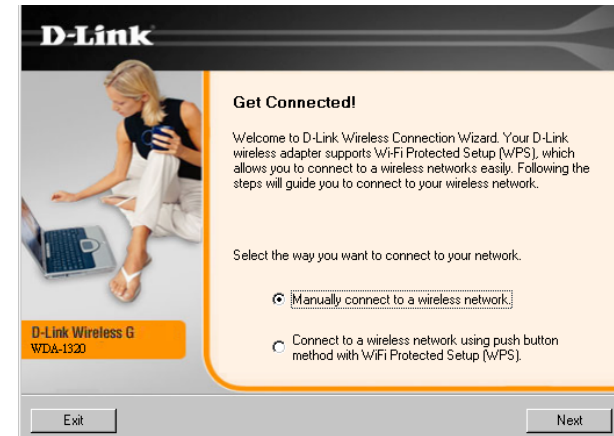 D-Link
Get Connected!
Welcome to D-Link Wireless Connection Wizard. Your D-Link
wireless adapter supports Wi-Fi Protected Setup (WPS), which
allows you to connect to a wireless networks easily. Following the
steps will guide you to connect to your wireless network.
Select the way you want to connect to your network.
Manually connect to a wireless network.
Connect to a wireless network using push button
method with WiFi Protected Setup (WPS).
D-Link Wireless G
WDA-1320
Exit
Next